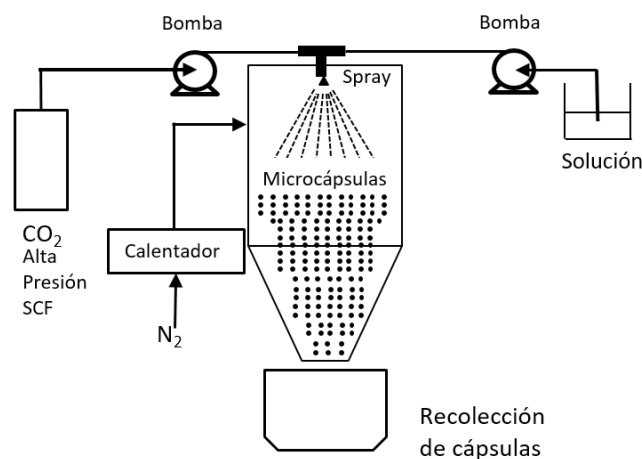 Bomba
Bomba
Spray
Solución
Microcápsulas
CO₂
Alta
Presión
SCF
Calentador
N₂
Recolección
de cápsulas